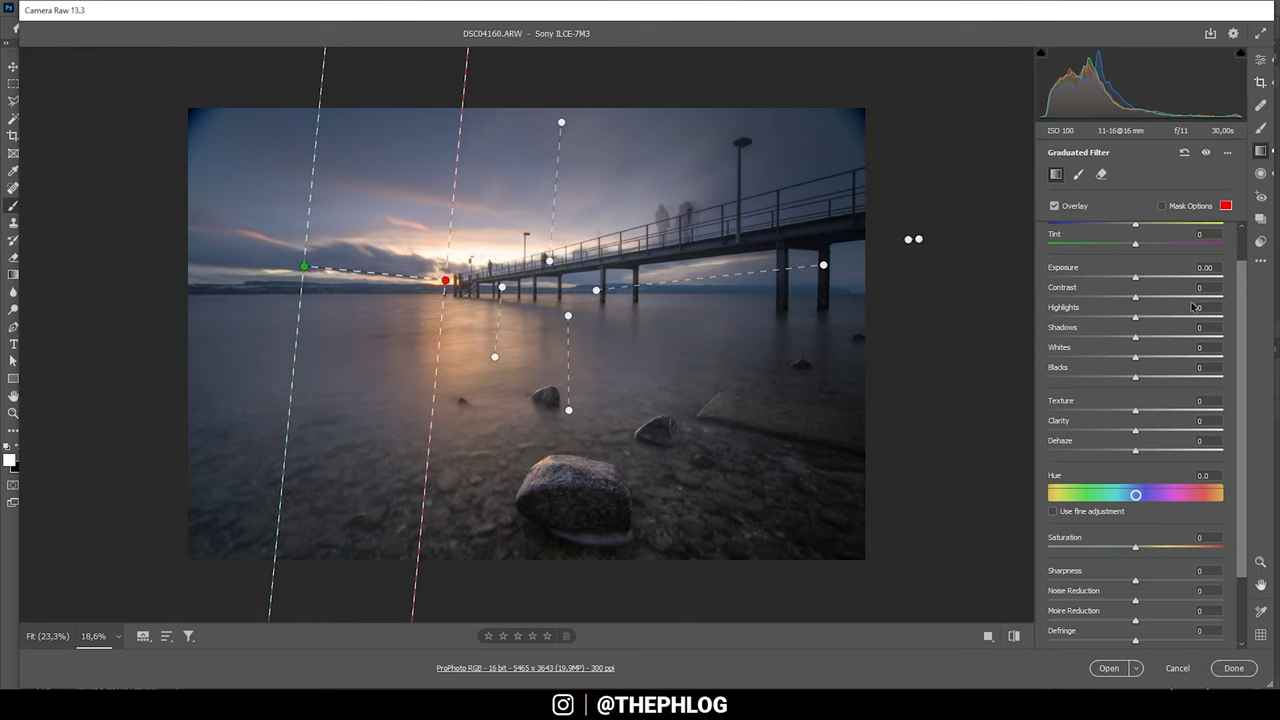 Ps
Camera Raw 13.3
DSC04160.ARW - Sony ILCE-7M3
ISO 100 11-16@16 mm f/11 30,00s
Graduated Filter
Overlay Mask Options
Tint 0
Exposure 0.00
Contrast 0
Highlights 0
Shadows 0
Whites 0
Blacks 0
Texture 0
Clarity 0
Dehaze 0
Hue 0.0
Use fine adjustment
Saturation 0
Sharpness 0
Noise Reduction 0
Moire Reduction 0
Defringe 0
Fit (23,3%) 18,6%
ProPhoto RGB - 16 bit - 5465 x 3643 (19,9MP) - 300 ppi
Open Cancel Done
@THEPHLOG